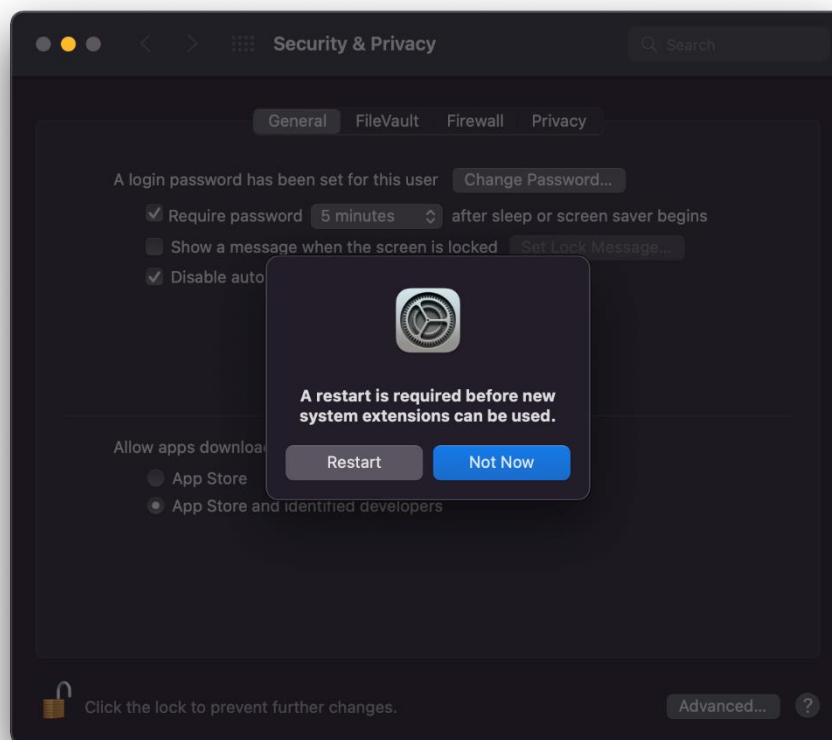 Security & Privacy
Search
General FileVault Firewall Privacy
A login password has been set for this user Change Password...
Require password 5 minutes after sleep or screen saver begins
Show a message when the screen is locked Set Lock Message...
Disable auto
A restart is required before new
system extensions can be used.
Allow apps downloa
Restart Not Now
App Store
App Store and identified developers
Click the lock to prevent further changes. Advanced... ?